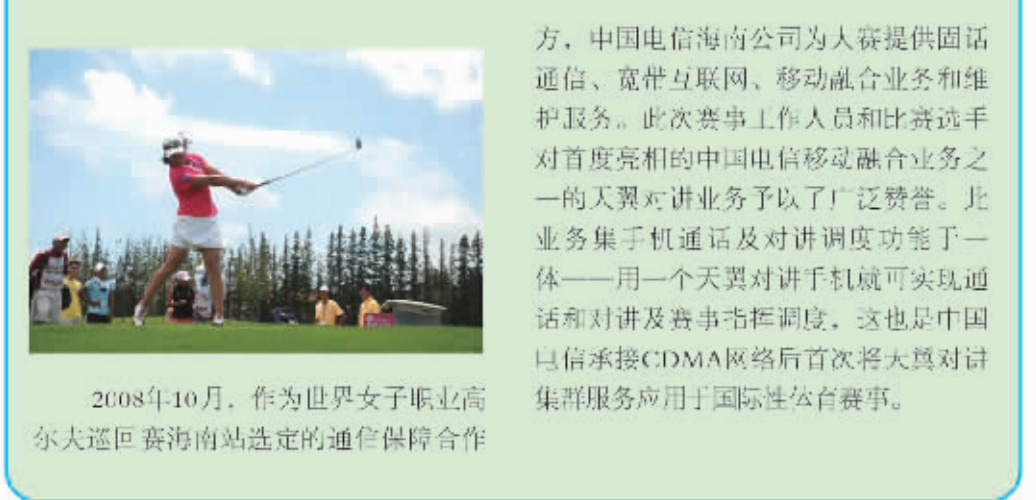 2008年10月，作为世界女子职业高
尔夫巡回赛海南站选定的通信保障合作
方，中国电信海南公司为大赛提供固话
通信、宽带互联网、移动融合业务和维
护服务。此次赛事工作人员和比赛选手
对首度亮相的中国电信移动融合业务之
一的天翼对讲业务予以了广泛赞誉。此
业务集手机通话及对讲调度功能于一
体——用一个天翼对讲手机就可实现通
话和对讲及赛事指挥调度，这也是中国
电信承接CDMA网络后首次将天翼对讲
集群服务应用于国际性体育赛事。